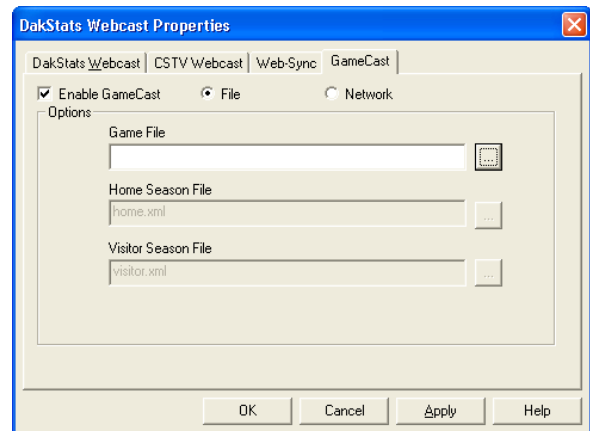 DakStats Webcast Properties
DakStats Webcast CSTV Webcast Web-Sync GameCast
Enable GameCast File Network
Options
Game File
...
Home Season File
home.xml ...
Visitor Season File
visitor.xml ...
OK Cancel Apply Help